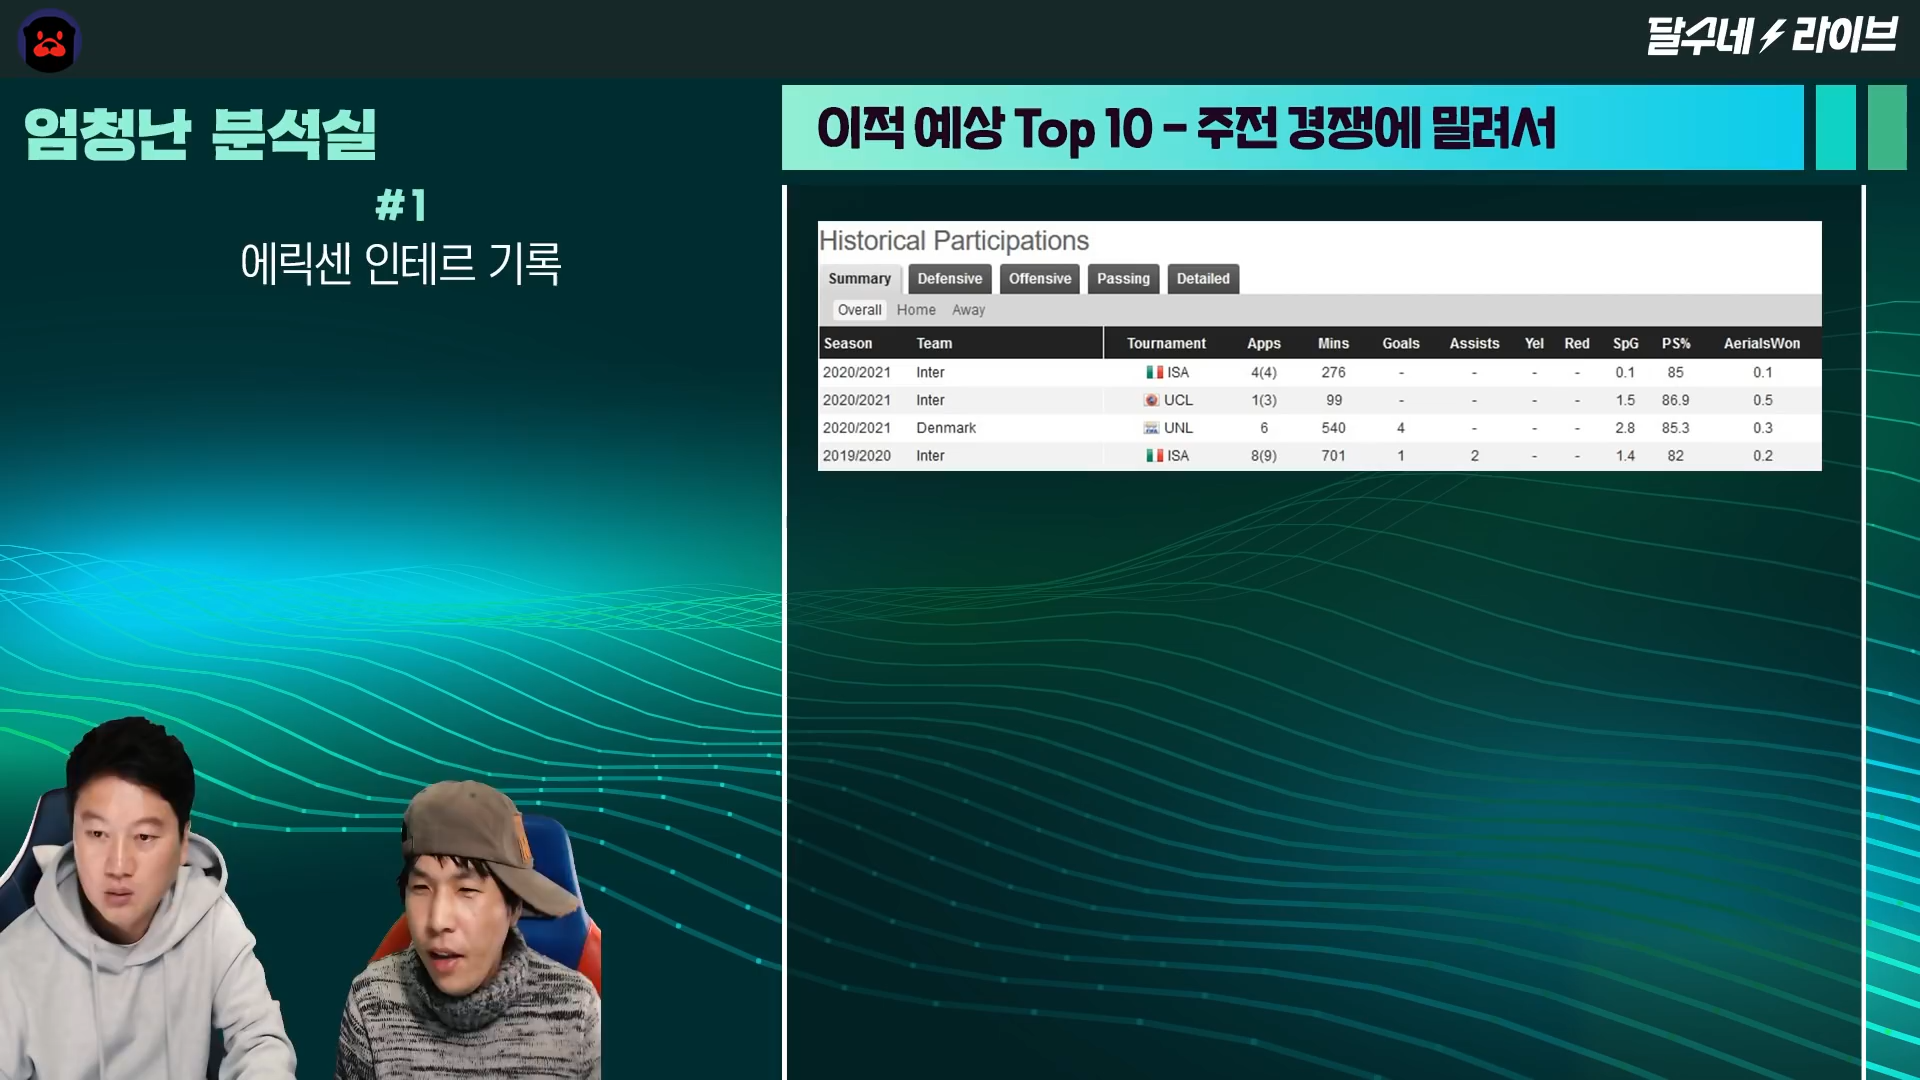 달수네 라이브
엄청난 분석실
#1
에릭센 인테르 기록
이적 예상 Top 10 - 주전 경쟁에 밀려서
Historical Participations
Summary Defensive Offensive Passing Detailed
Overall Home Away
Season Team Tournament Apps Mins Goals Assists Yel Red SpG PS% AerialsWon
2020/2021 Inter ISA 4(4) 276 - - - - 0.1 85 0.1
2020/2021 Inter UCL 1(3) 99 - - - - 1.5 86.9 0.5
2020/2021 Denmark UNL 6 540 4 - - - 2.8 85.3 0.3
2019/2020 Inter ISA 8(9) 701 1 2 - - 1.4 82 0.2